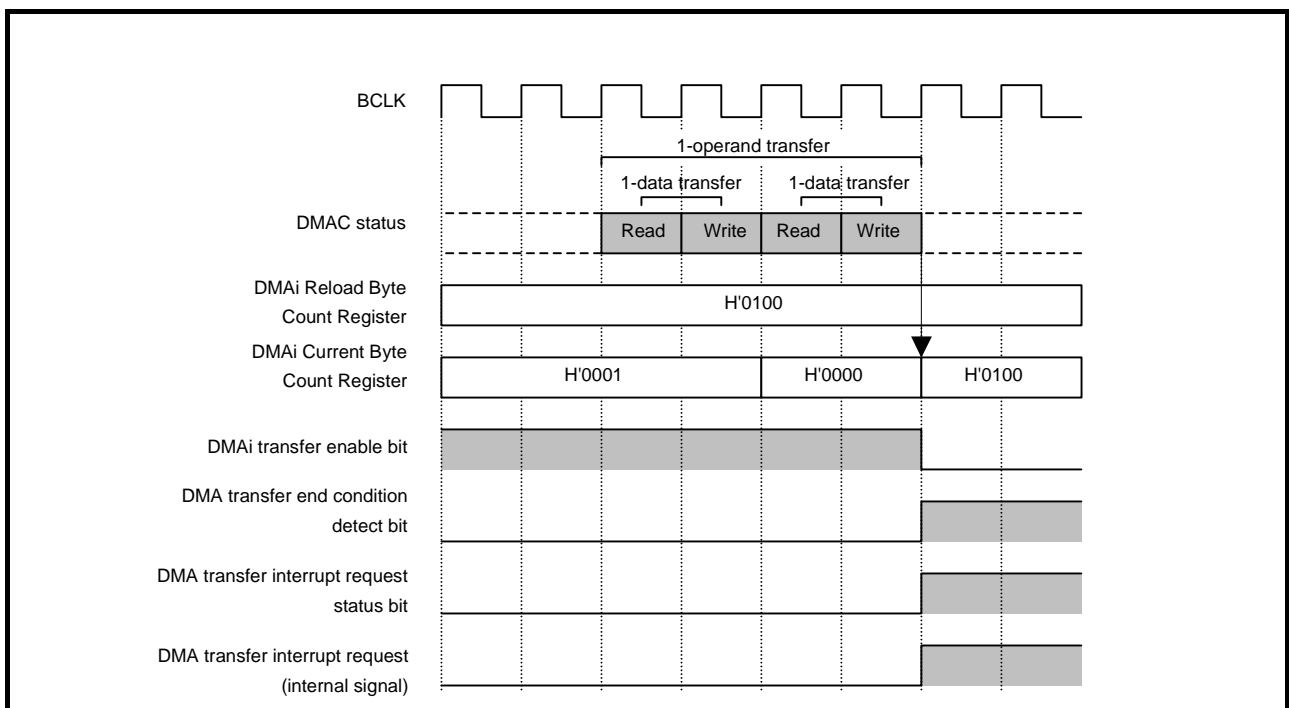 BCLK
1-operand transfer
1-data transfer 1-data transfer
DMAC status
Read Write Read Write
DMAi Reload Byte
Count Register
H'0100
DMAi Current Byte
Count Register
H'0001 H'0000 H'0100
DMAi transfer enable bit
DMA transfer end condition
detect bit
DMA transfer interrupt request
status bit
DMA transfer interrupt request
(internal signal)